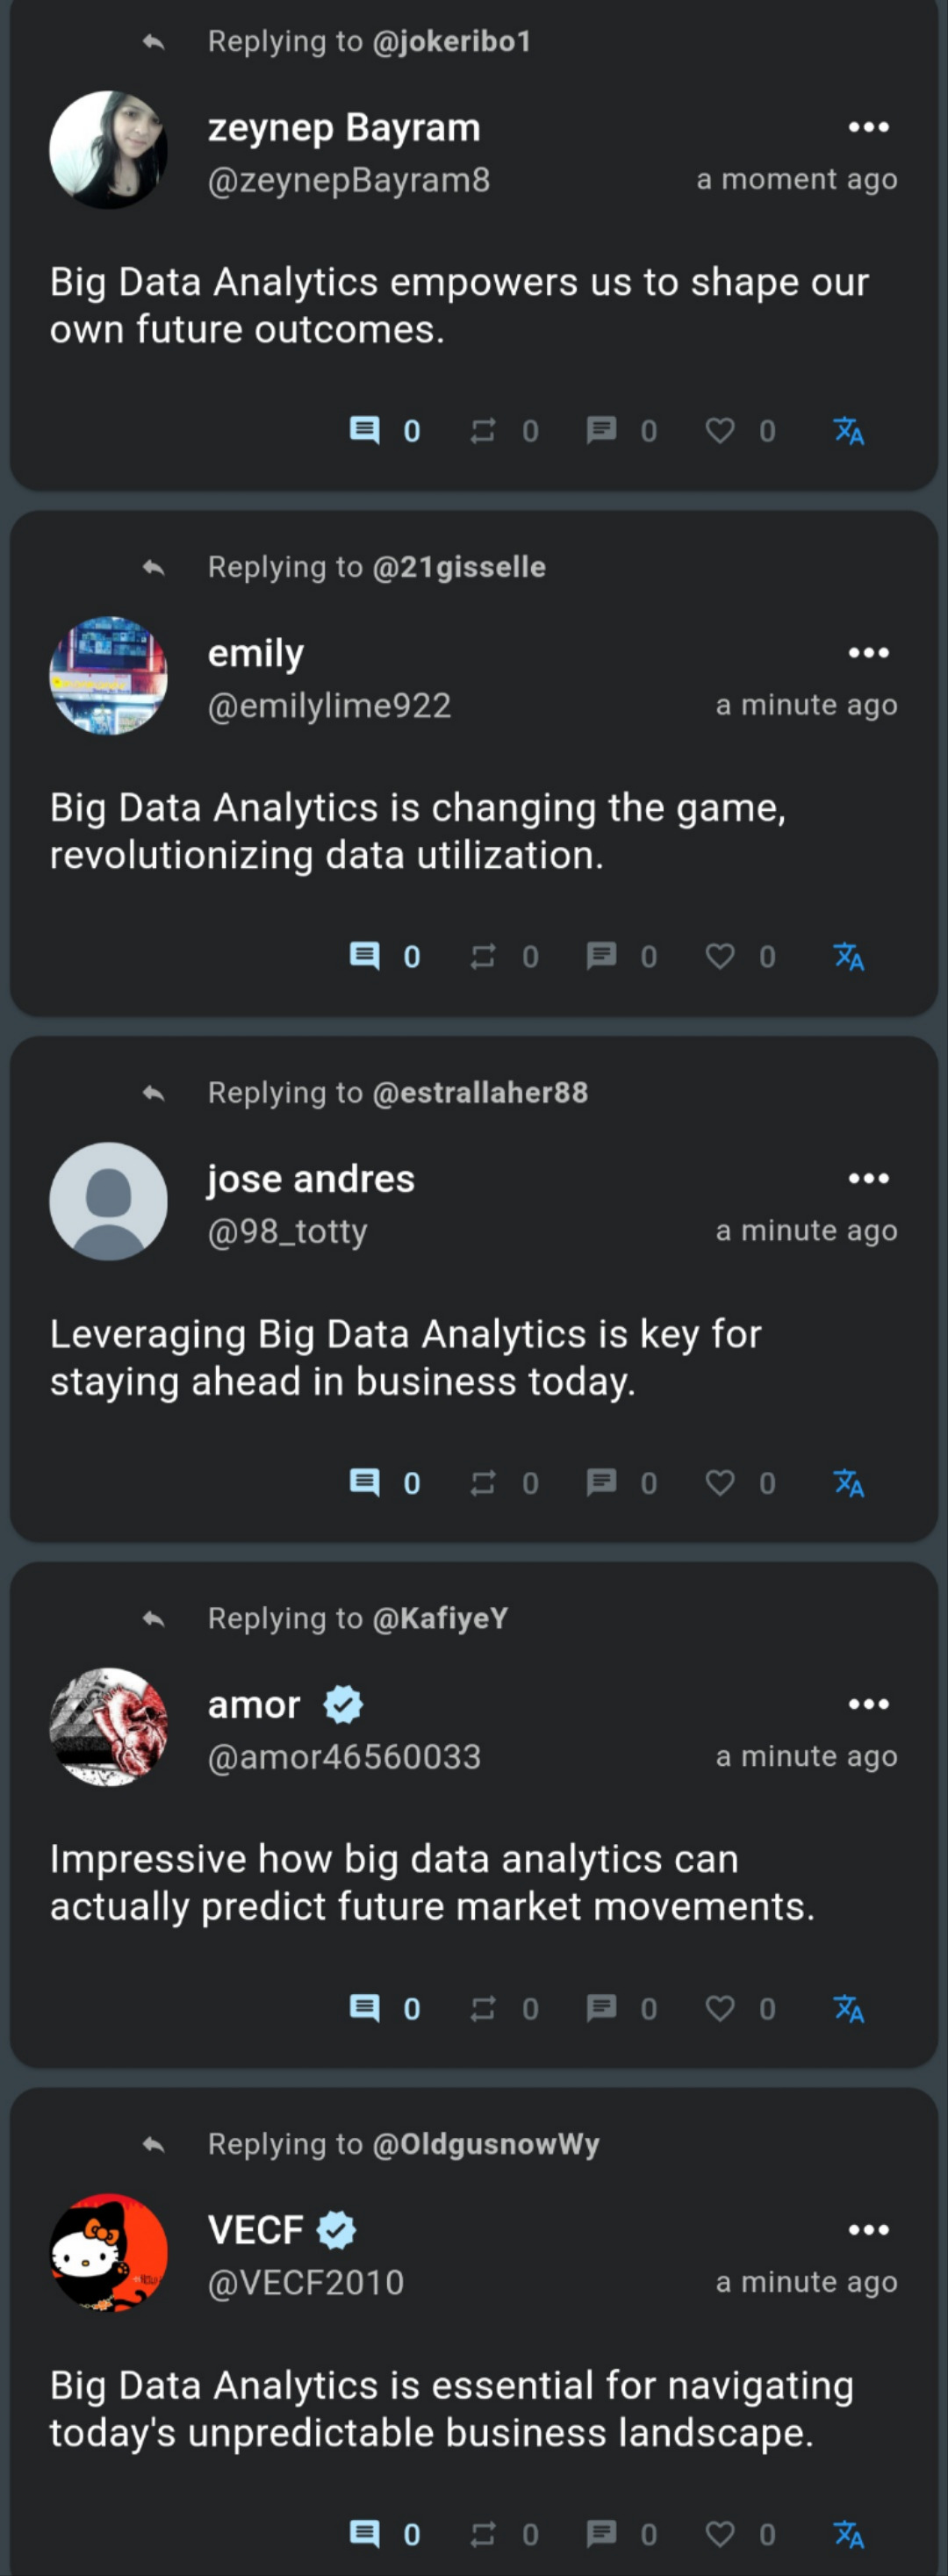 Replying to @jokeribo1
zeynep Bayram
@zeynepBayram8
a moment ago
Big Data Analytics empowers us to shape our
own future outcomes.
0 0 0 0
Replying to @21gisselle
emily
@emilylime922
a minute ago
Big Data Analytics is changing the game,
revolutionizing data utilization.
0 0 0 0
Replying to @estrallaher88
jose andres
@98_totty
a minute ago
Leveraging Big Data Analytics is key for
staying ahead in business today.
0 0 0 0
Replying to @KafiyeY
amor
@amor46560033
a minute ago
Impressive how big data analytics can
actually predict future market movements.
0 0 0 0
Replying to @OldgusnowWy
VECF
@VECF2010
a minute ago
Big Data Analytics is essential for navigating
today's unpredictable business landscape.
0 0 0 0